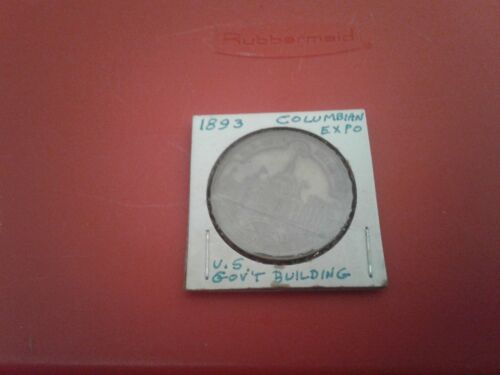 Rubbermaid
1893 COLUMBIAN
EXPO
U.S
GOV'T BUILDING